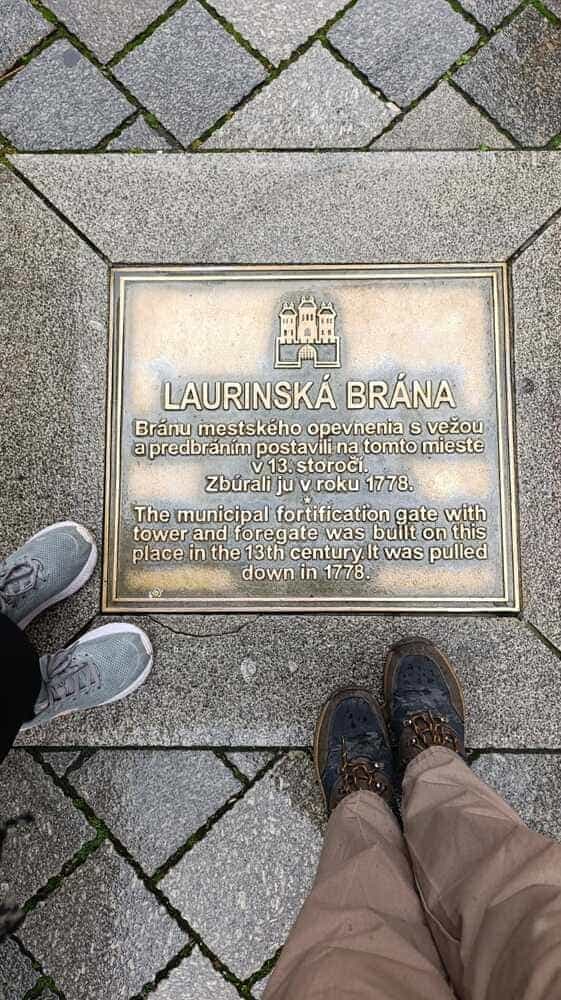 LAURINSKÁ BRÁNA
Bránu mestského opevnenia s vežou
a predbráním postavili na tomto mieste
v 13. storočí.
Zbúrali ju v roku 1778.
The municipal fortification gate with
tower and foregate was built on this
place in the 13th century. It was pulled
down in 1778.